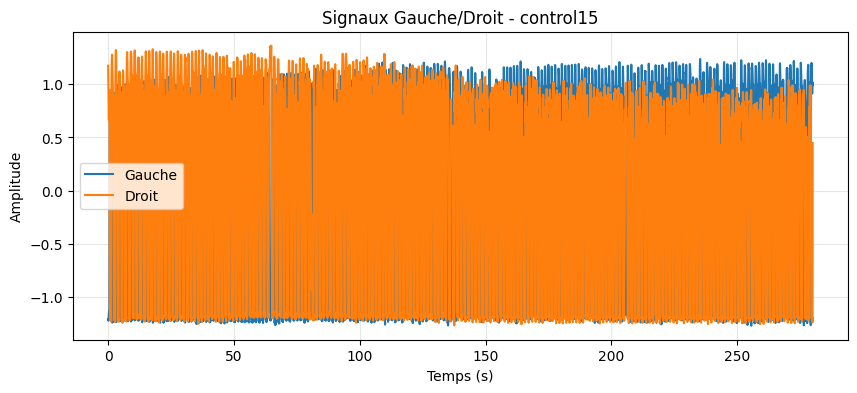 Signaux Gauche/Droit - control15
Amplitude
1.0
0.5
0.0
−0.5
−1.0
Gauche
Droit
0
50
100
150
200
250
Temps (s)